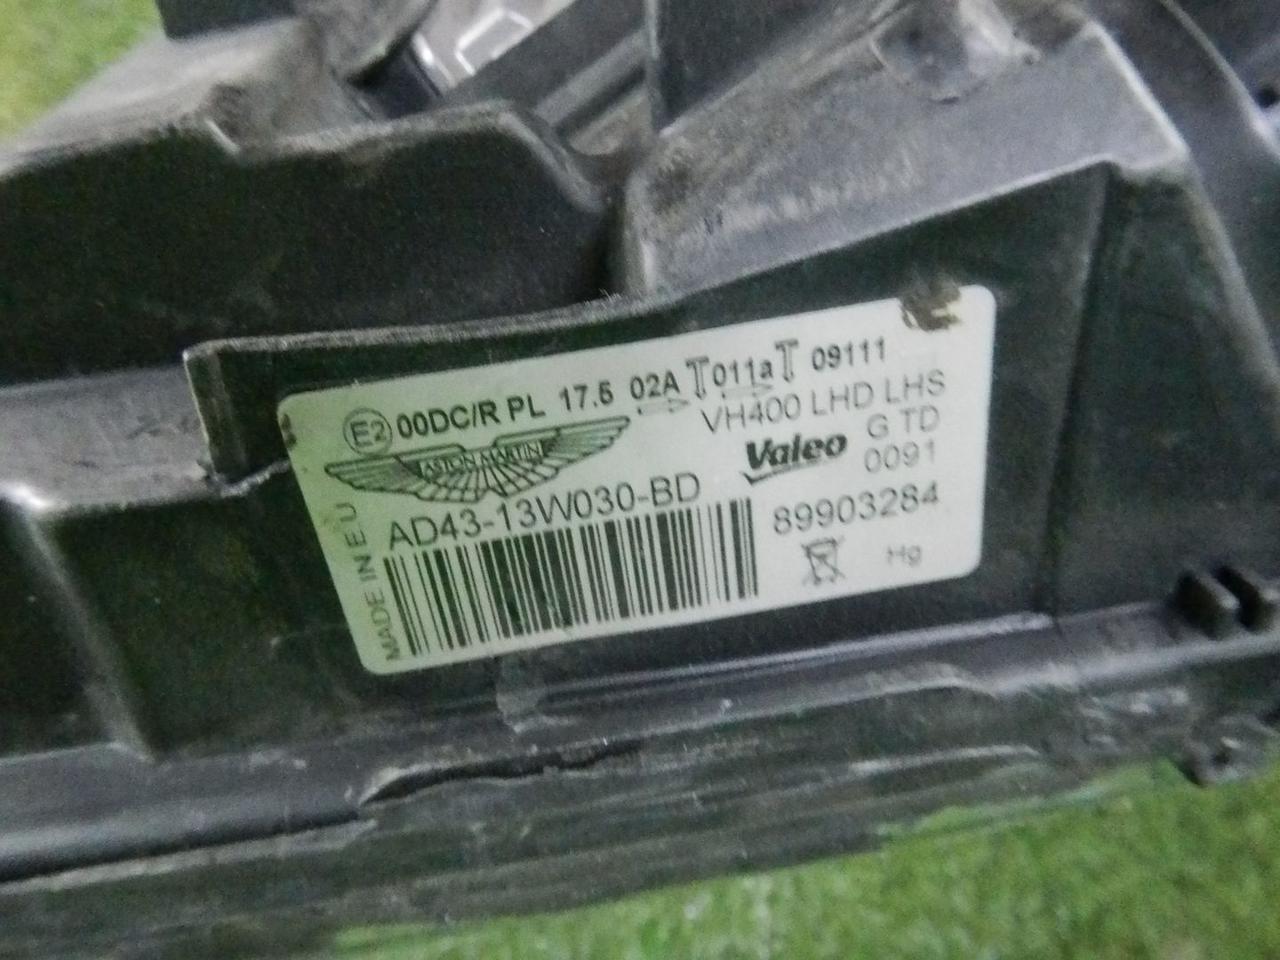 E2 00DC/R PL 17.5 02A 011a 09111
VH400 LHD LHS
ASTON MARTIN
Valeo
G TD
0091
AD43-13W030-BD
89903284
MADE IN EU
Hg